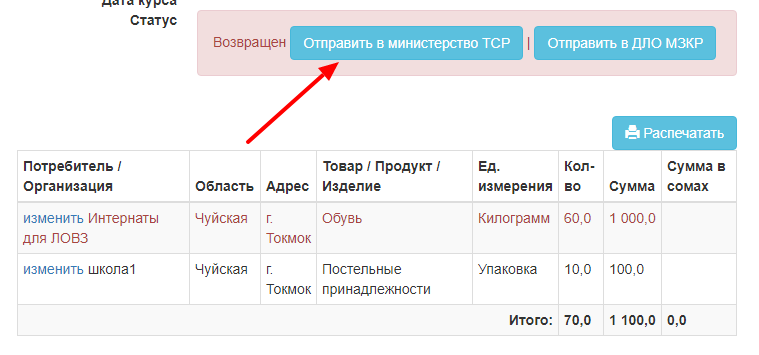 Дата курса
Статус
Возвращен Отправить в министерство ТСР | Отправить в ДЛО МЗКР
Распечатать
Потребитель / Организация Область Адрес Товар / Продукт / Изделие Ед. измерения Кол-во Сумма Сумма в сомах
изменить Интернаты для ЛОВЗ Чуйская г. Токмок Обувь Килограмм 60,0 1 000,0
изменить школа1 Чуйская г. Токмок Постельные принадлежности Упаковка 10,0 100,0
Итого: 70,0 1 100,0 0,0